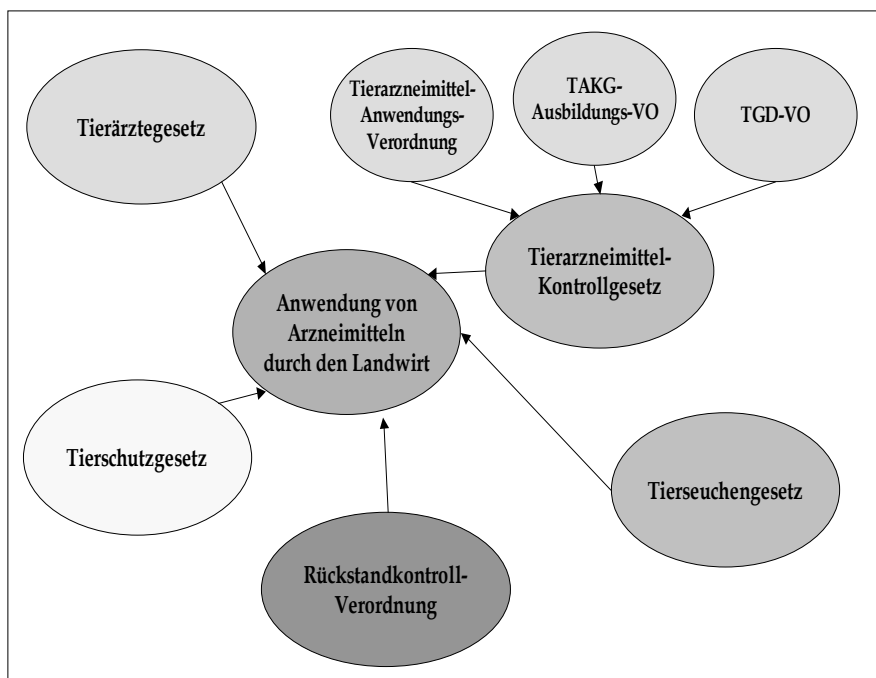 Tierärztegesetz
Tierarzneimittel-
Anwendungs-
Verordnung
TAKG-
Ausbildungs-VO
TGD-VO
Tierarzneimittel-
Kontrollgesetz
Anwendung von
Arzneimitteln
durch den Landwirt
Tierschutzgesetz
Tierseuchengesetz
Rückstandkontroll-
Verordnung